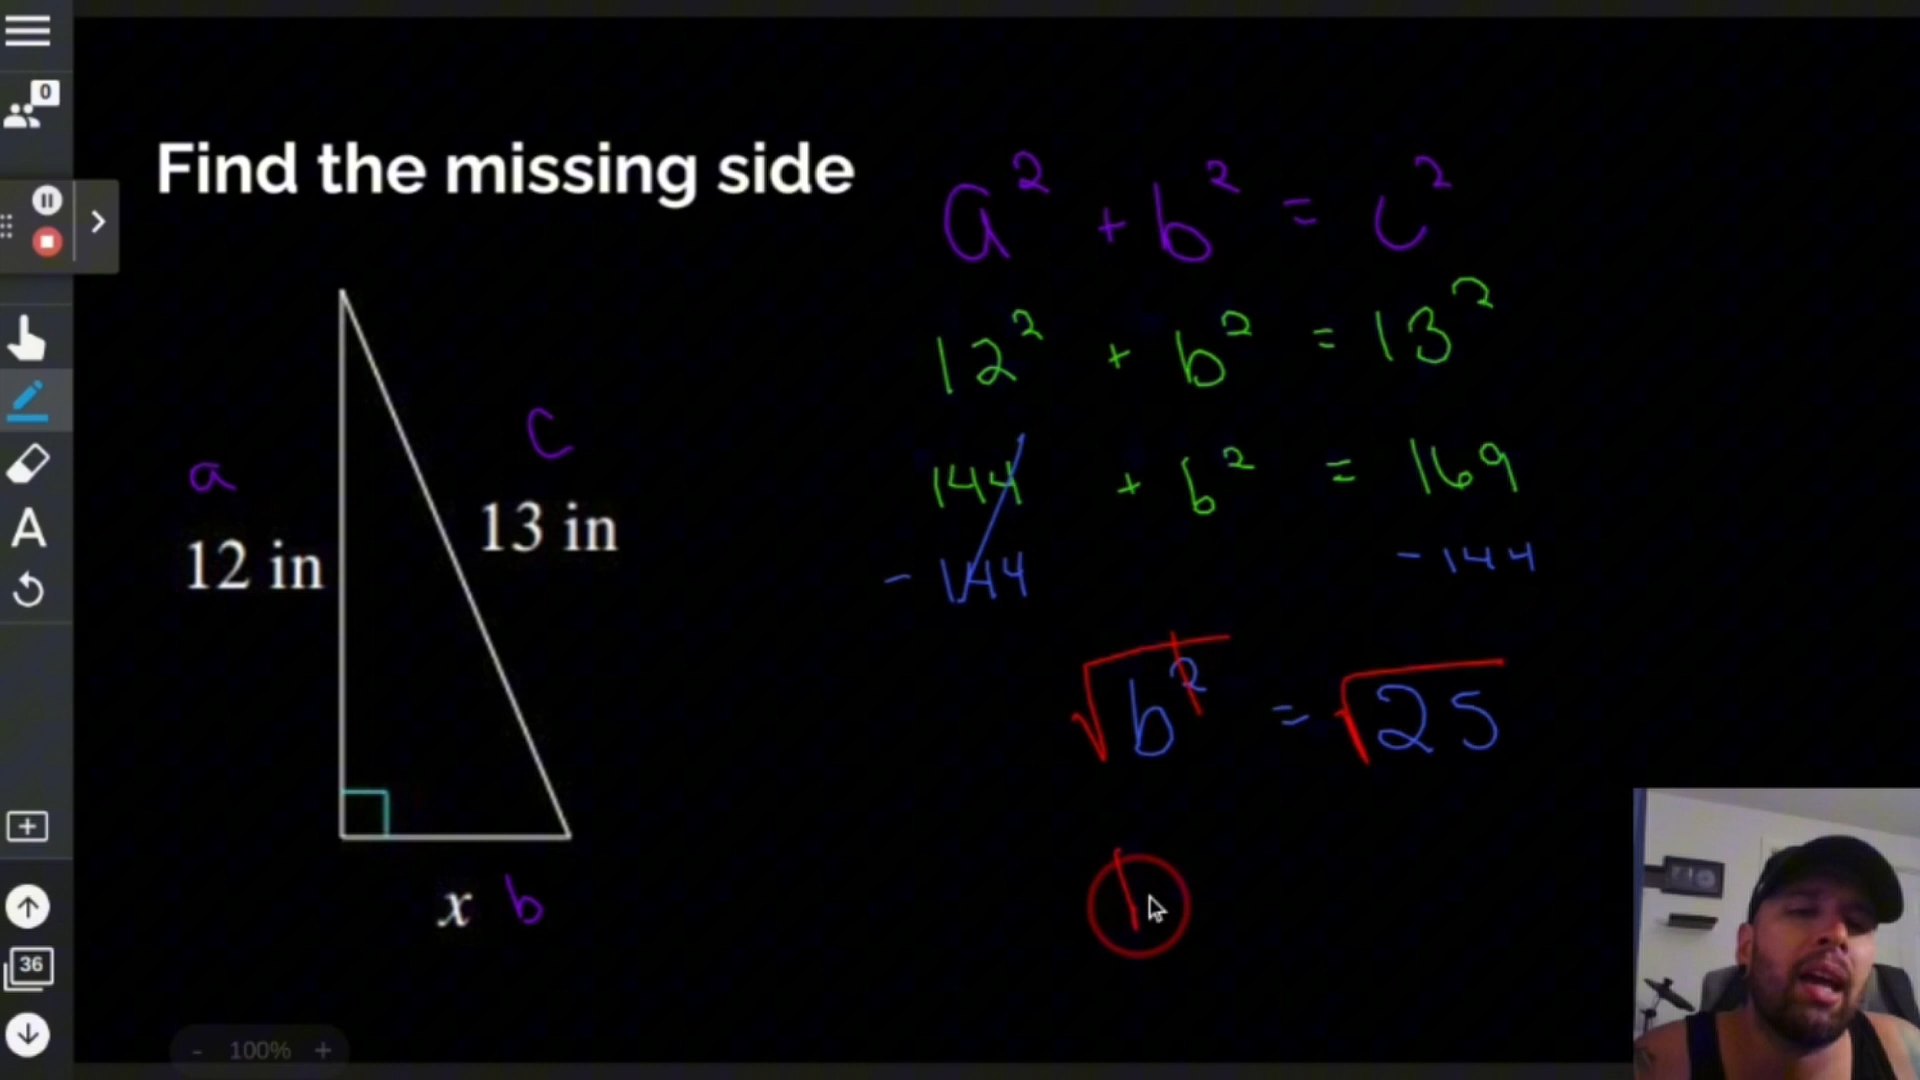 0
Find the missing side
a² + b² = c²
12² + b² = 13²
a
c
144 + b² = 169
12 in
13 in
- 144
- 144
√b² = √25
x b
36
- 100% +
A